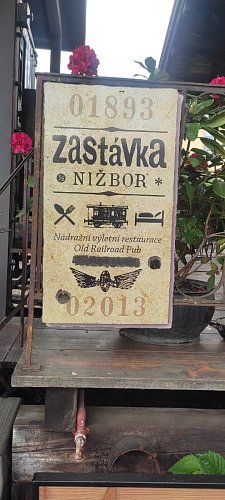 01893
zastávka
NIŽBOR *
Nádražní výletní restaurace
Old Railroad Pub
02013